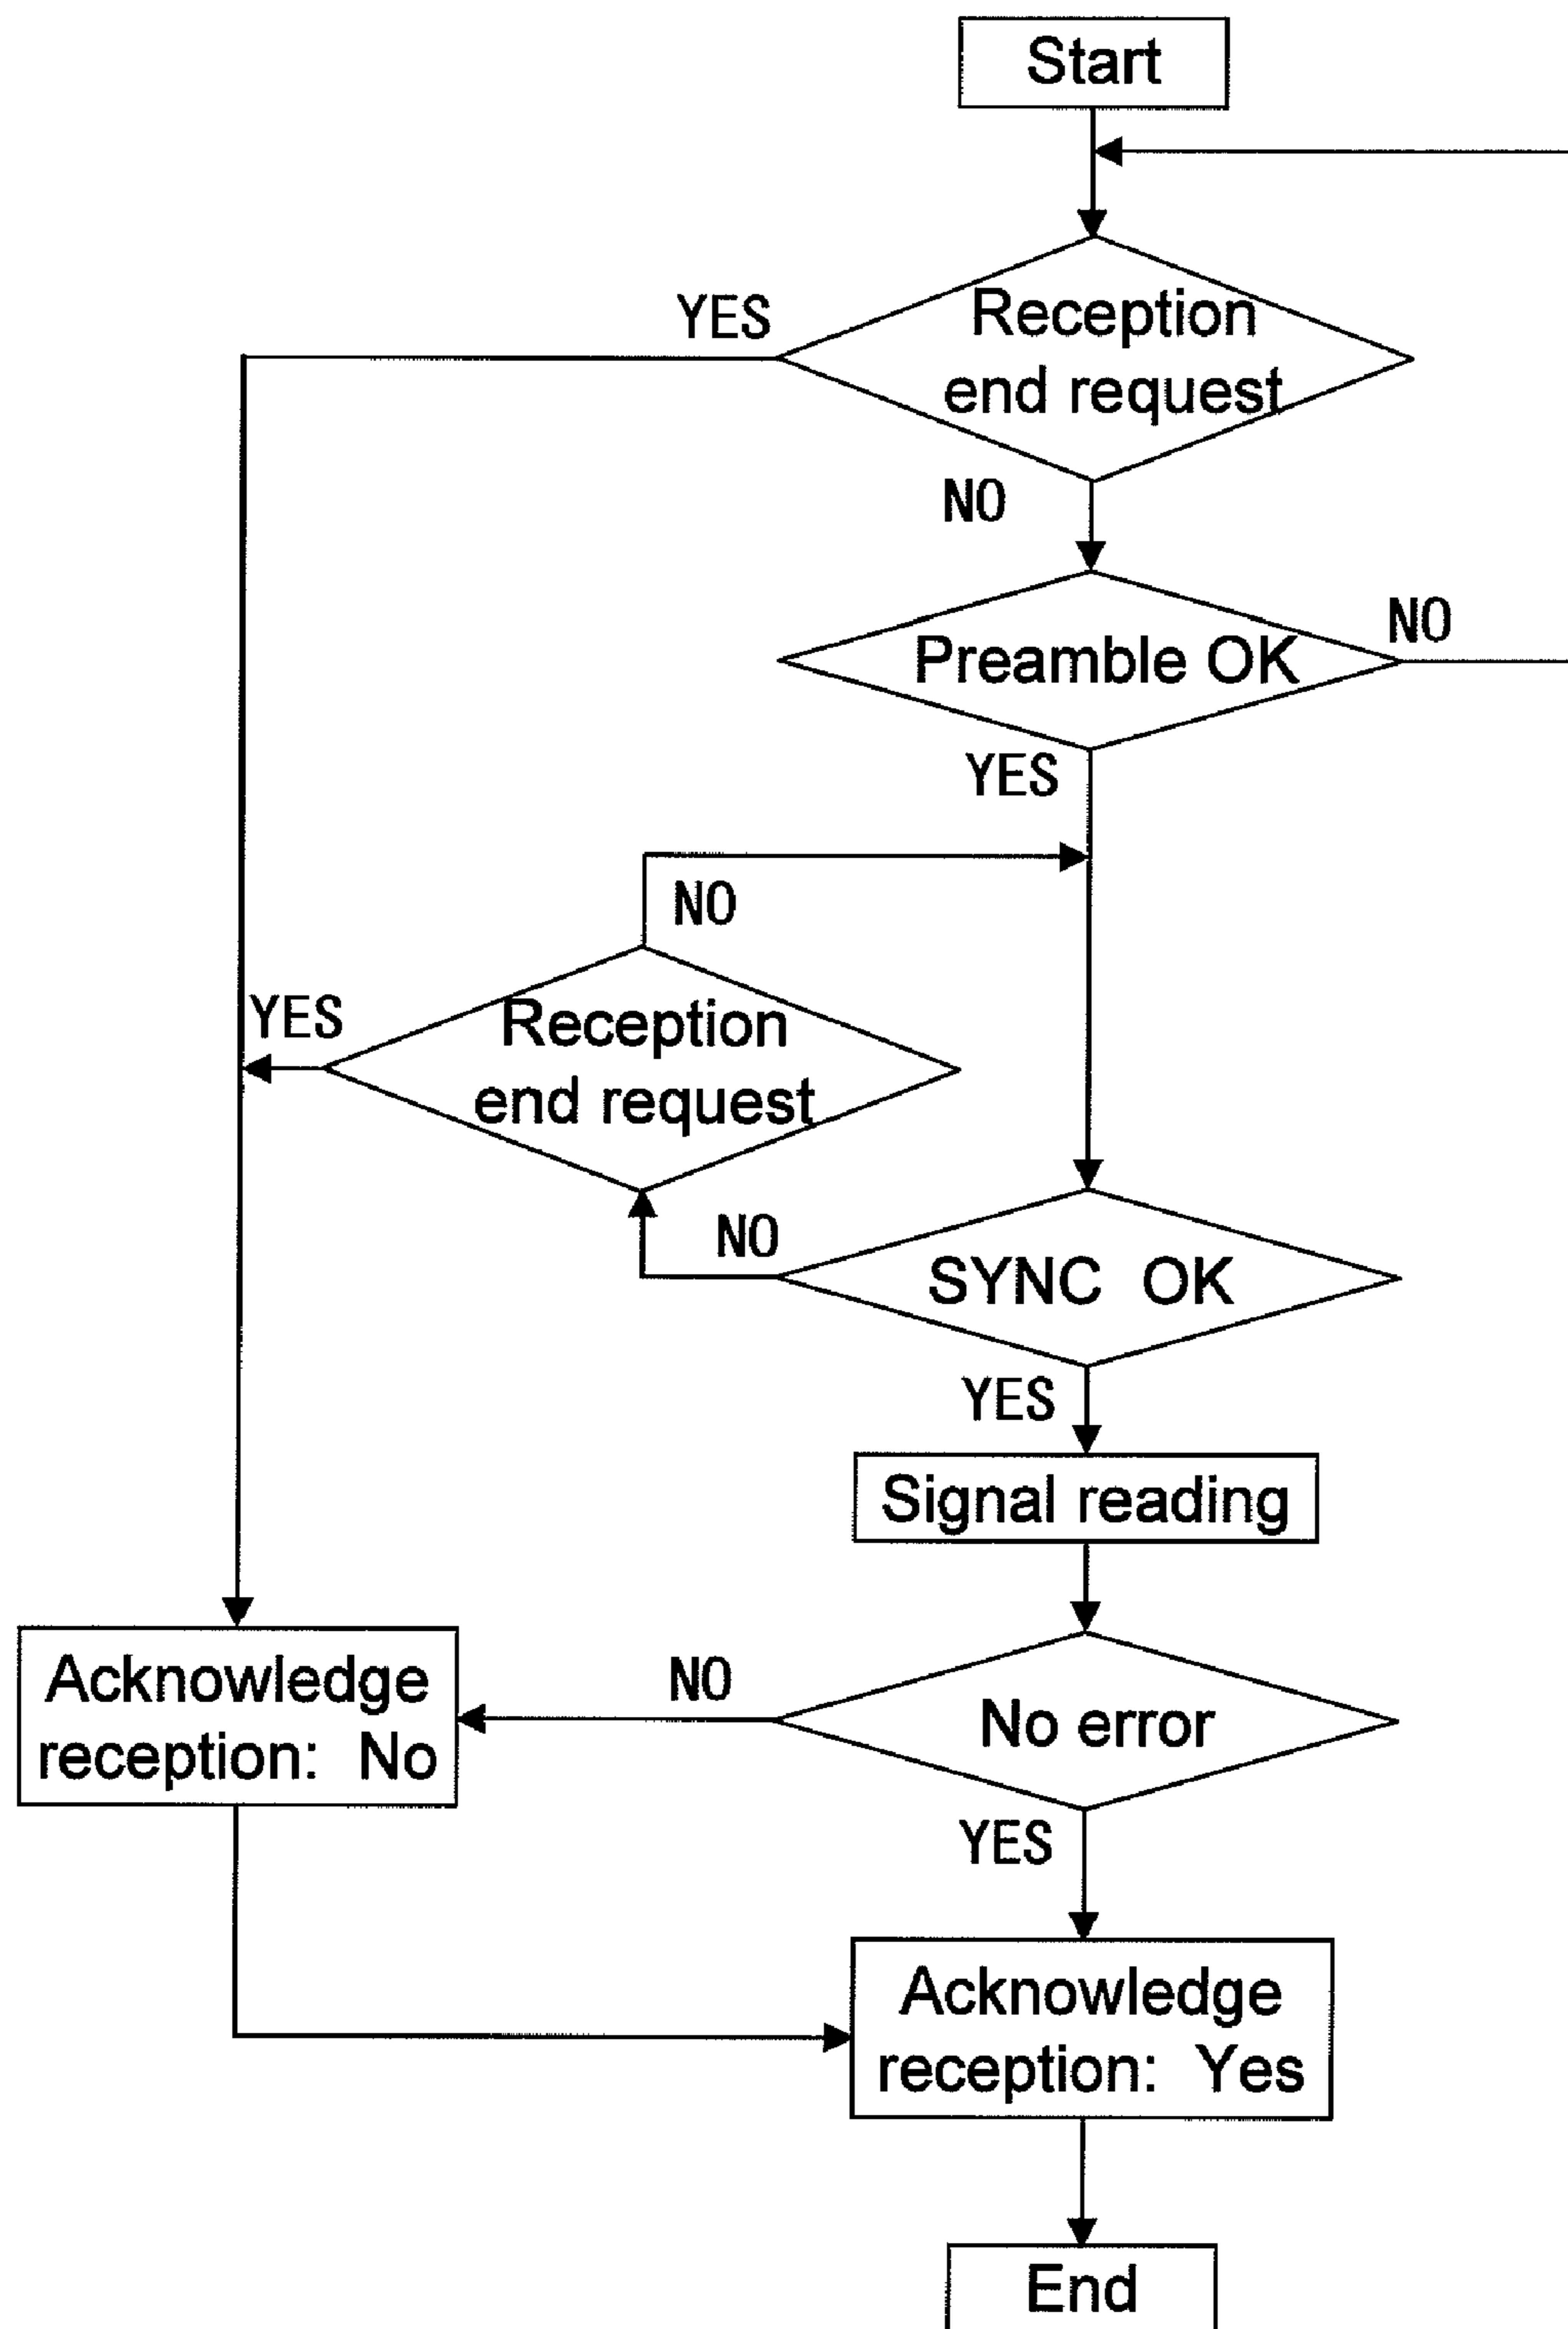 Start
YES
Reception
end request
NO
Preamble OK
NO
YES
NO
YES
Reception
end request
NO
SYNC OK
YES
Signal reading
Acknowledge
reception: No
NO
No error
YES
Acknowledge
reception: Yes
End